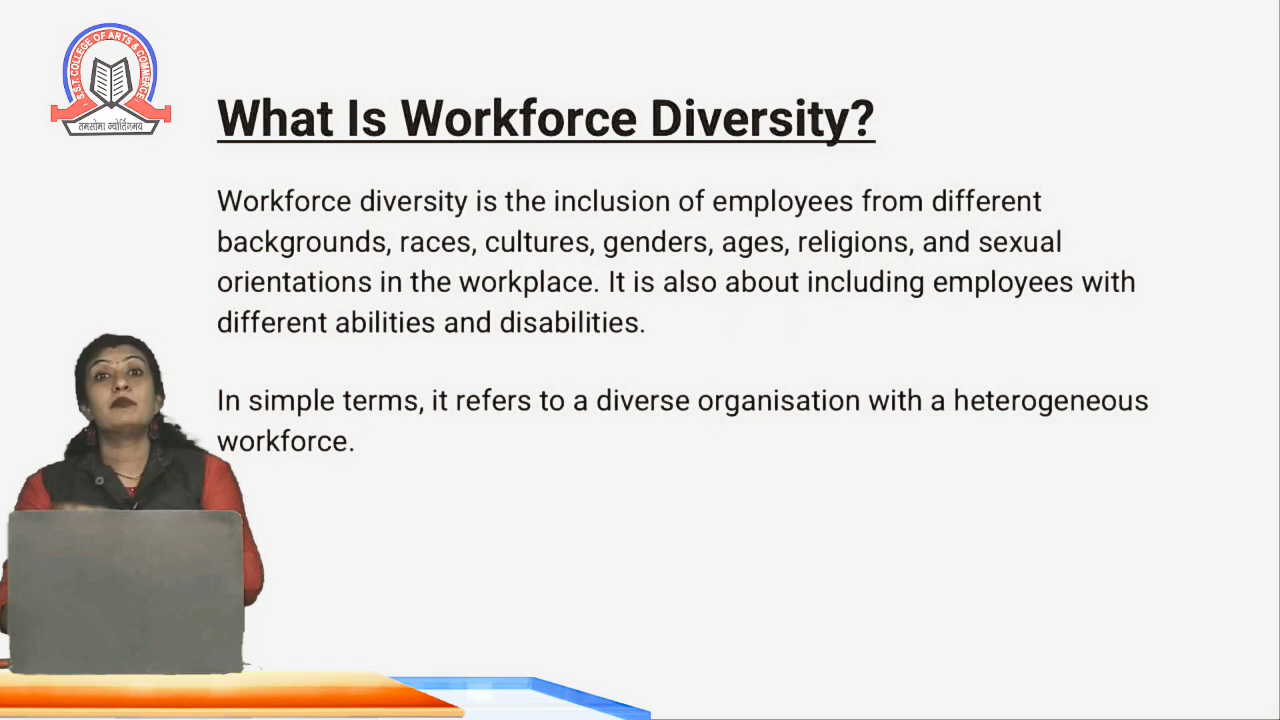 S.S.T. COLLEGE OF ARTS & COMMERCE
तमसोमा ज्योर्तिगमय
What Is Workforce Diversity?
Workforce diversity is the inclusion of employees from different
backgrounds, races, cultures, genders, ages, religions, and sexual
orientations in the workplace. It is also about including employees with
different abilities and disabilities.
In simple terms, it refers to a diverse organisation with a heterogeneous
workforce.